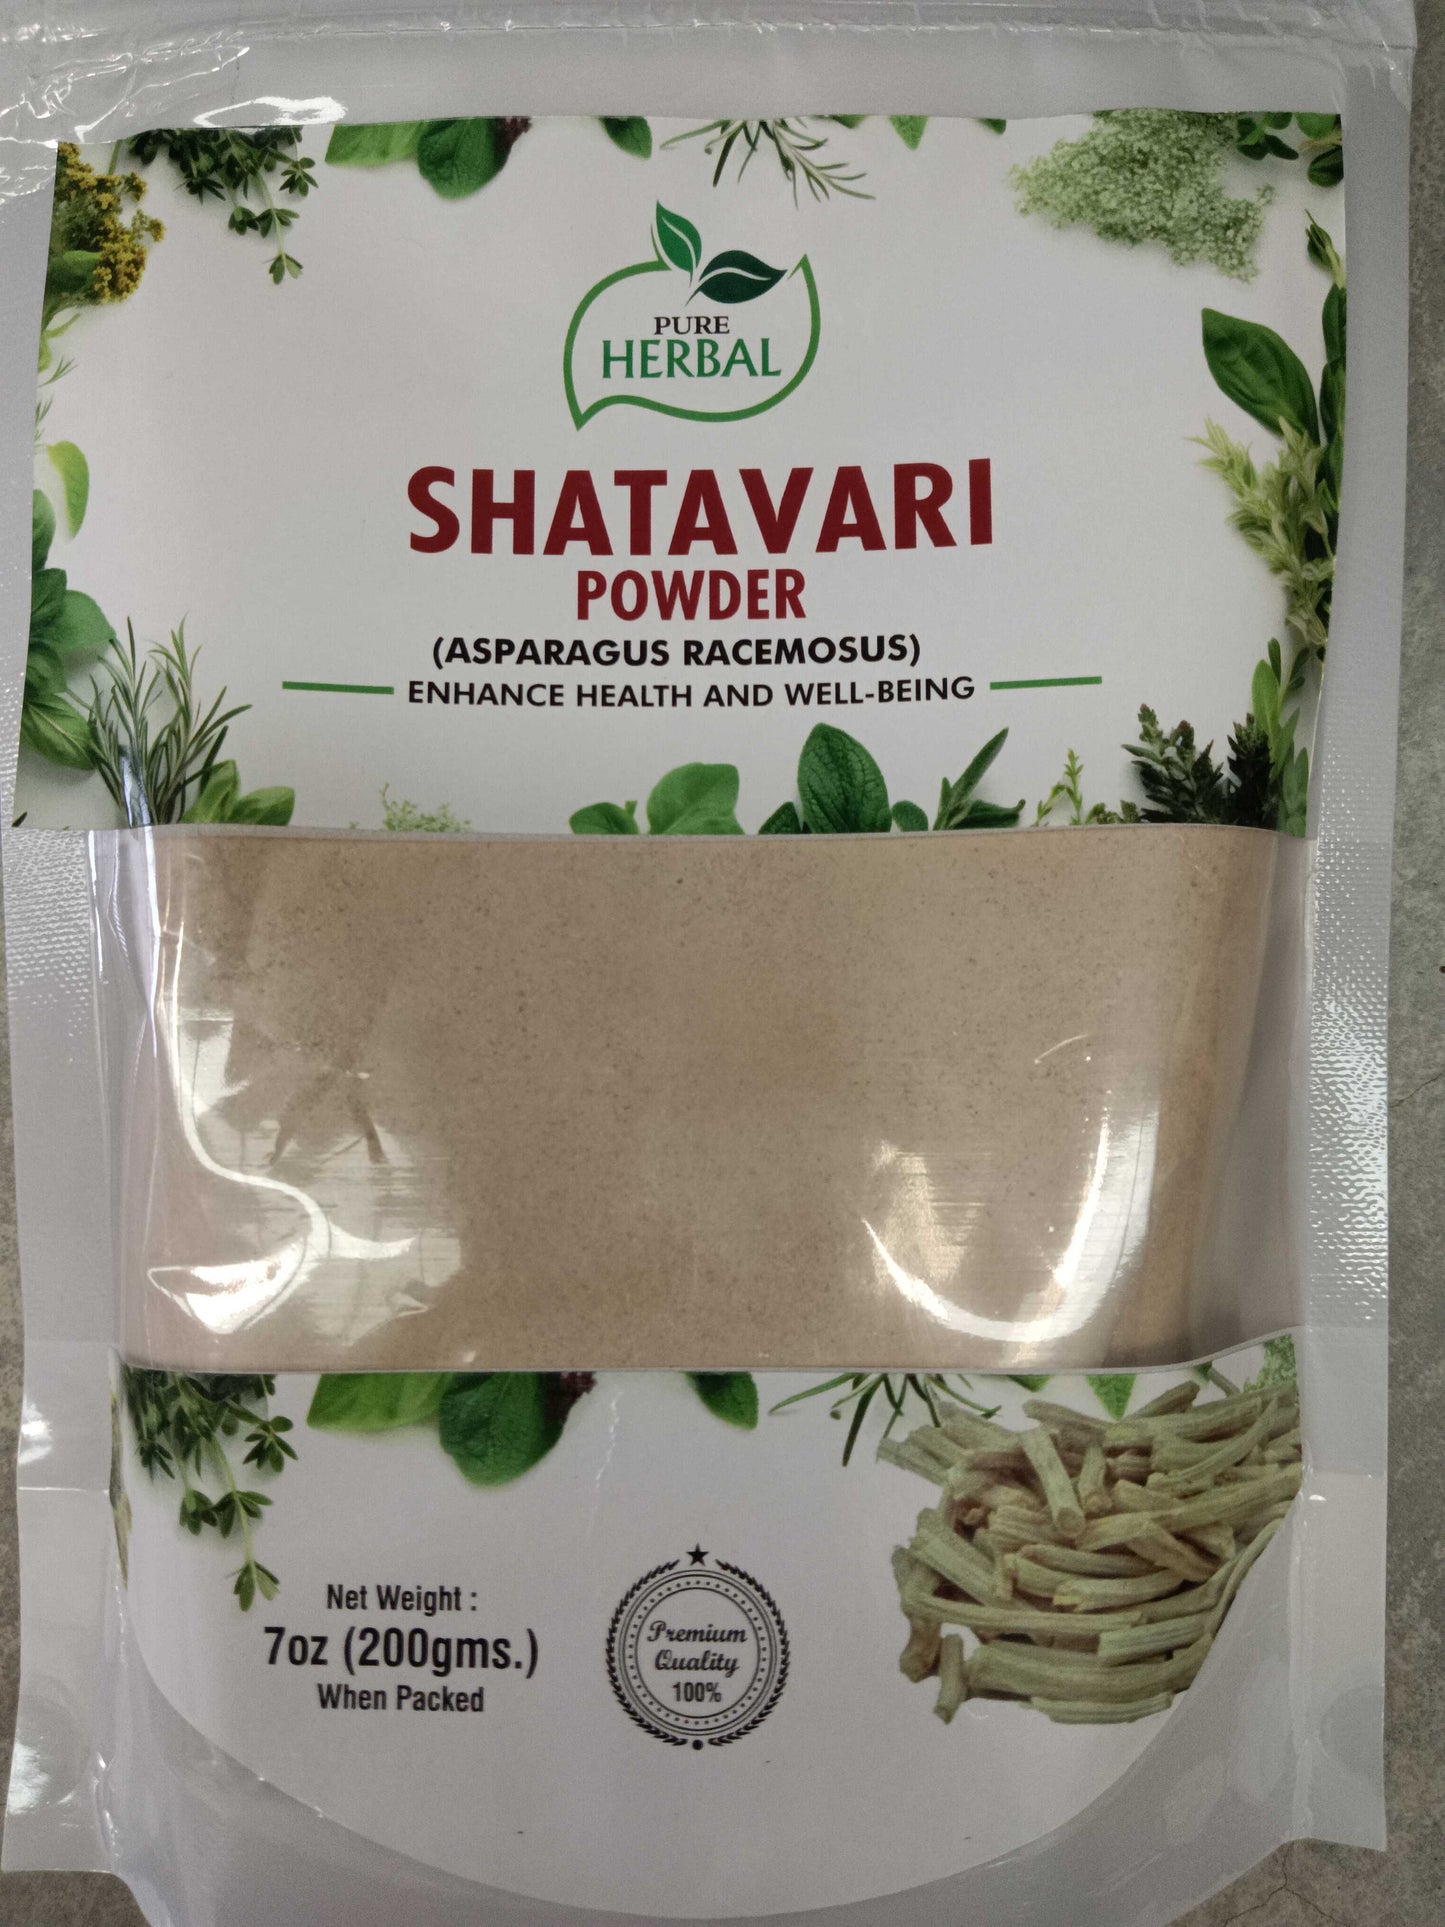 PURE
HERBAL
SHATAVARI
POWDER
(ASPARAGUS RACEMOSUS)
ENHANCE HEALTH AND WELL-BEING
Net Weight :
7oz (200gms.)
When Packed
Premium
Quality
100%